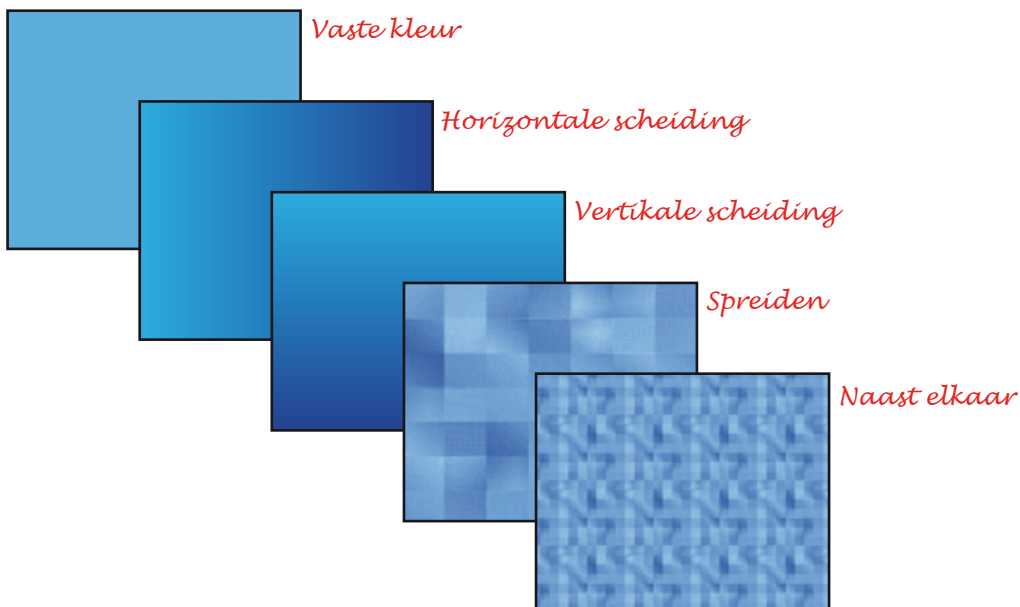 Vaste kleur
Horizontale scheiding
Vertikale scheiding
Spreiden
Naast elkaar